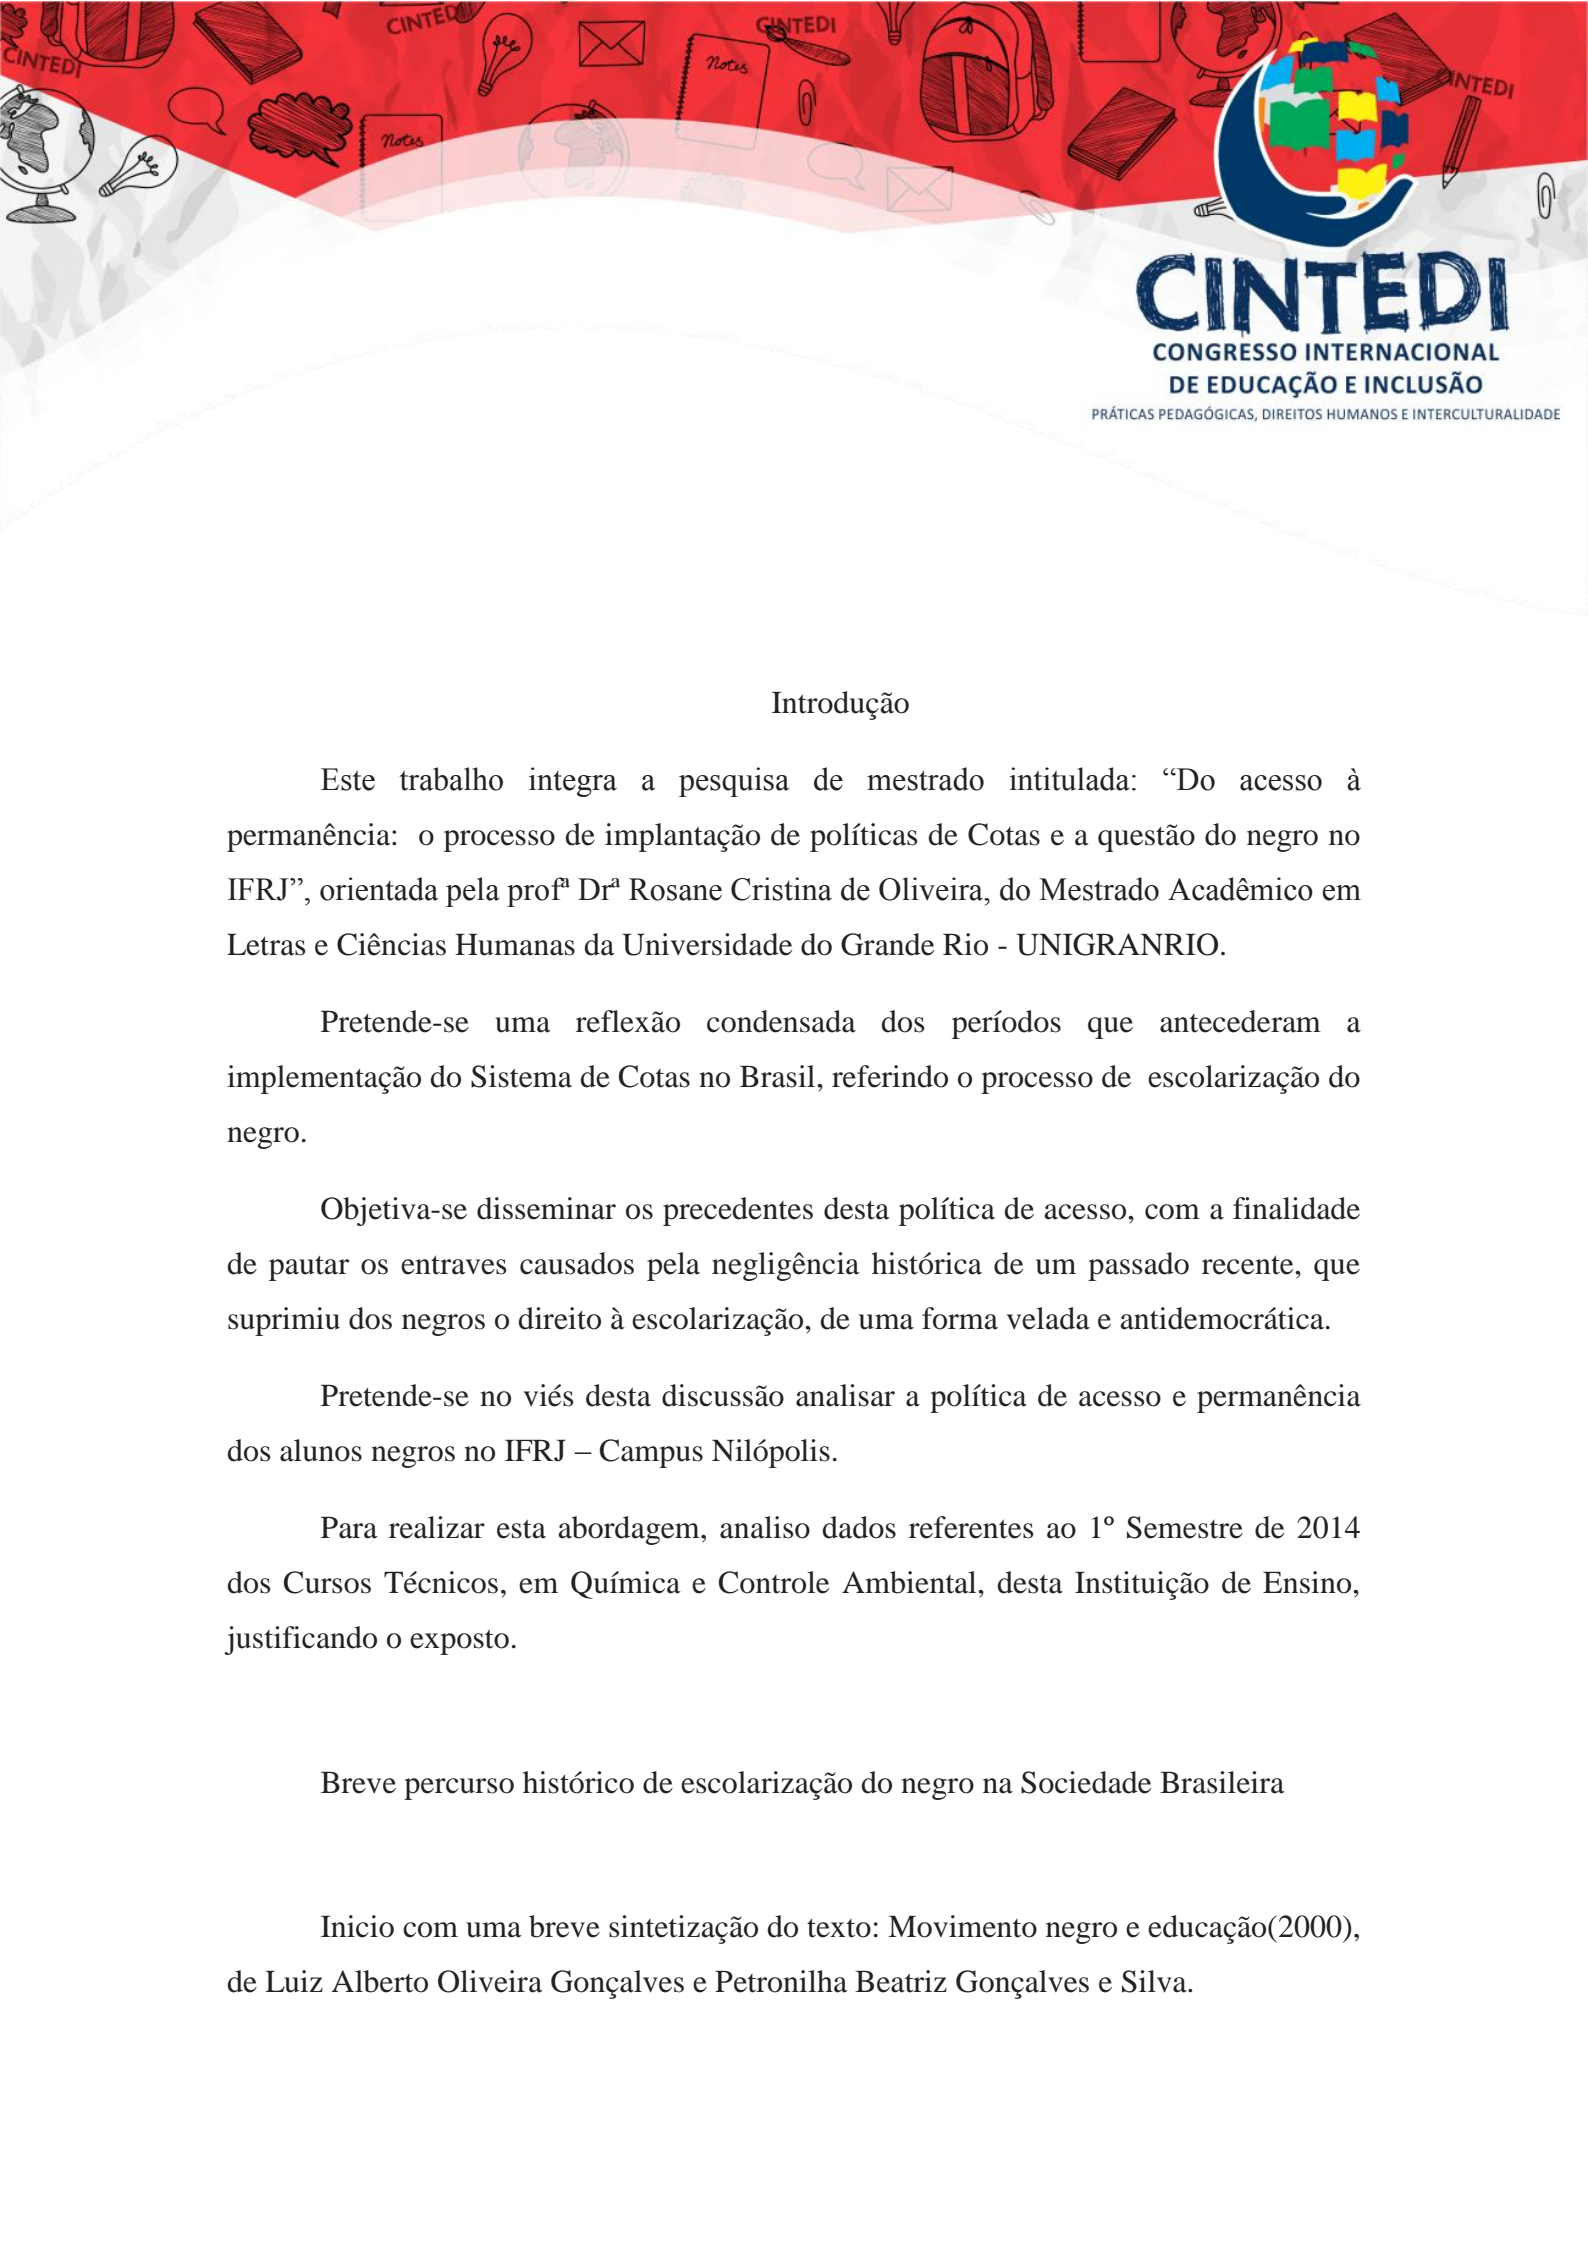 CINTEDI
CINTEDI
CINTEDI
CINTEDI
Notes
Notes
CINTEDI
CONGRESSO INTERNACIONAL
DE EDUCAÇÃO E INCLUSÃO
PRÁTICAS PEDAGÓGICAS, DIREITOS HUMANOS E INTERCULTURALIDADE
Introdução
Este trabalho integra a pesquisa de mestrado intitulada: “Do acesso à
permanência: o processo de implantação de políticas de Cotas e a questão do negro no
IFRJ”, orientada pela profª Drª Rosane Cristina de Oliveira, do Mestrado Acadêmico em
Letras e Ciências Humanas da Universidade do Grande Rio - UNIGRANRIO.
Pretende-se uma reflexão condensada dos períodos que antecederam a
implementação do Sistema de Cotas no Brasil, referindo o processo de escolarização do
negro.
Objetiva-se disseminar os precedentes desta política de acesso, com a finalidade
de pautar os entraves causados pela negligência histórica de um passado recente, que
suprimiu dos negros o direito à escolarização, de uma forma velada e antidemocrática.
Pretende-se no viés desta discussão analisar a política de acesso e permanência
dos alunos negros no IFRJ – Campus Nilópolis.
Para realizar esta abordagem, analiso dados referentes ao 1º Semestre de 2014
dos Cursos Técnicos, em Química e Controle Ambiental, desta Instituição de Ensino,
justificando o exposto.
Breve percurso histórico de escolarização do negro na Sociedade Brasileira
Inicio com uma breve sintetização do texto: Movimento negro e educação(2000),
de Luiz Alberto Oliveira Gonçalves e Petronilha Beatriz Gonçalves e Silva.